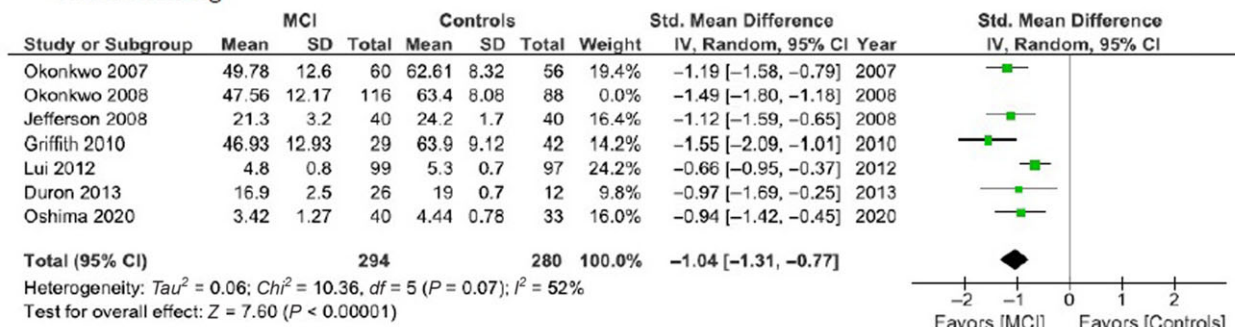 MCI Controls Std. Mean Difference Std. Mean Difference
Study or Subgroup Mean SD Total Mean SD Total Weight IV, Random, 95% CI Year IV, Random, 95% CI
Okonkwo 2007 49.78 12.6 60 62.61 8.32 56 19.4% −1.19 [−1.58, −0.79] 2007
Okonkwo 2008 47.56 12.17 116 63.4 8.08 88 0.0% −1.49 [−1.80, −1.18] 2008
Jefferson 2008 21.3 3.2 40 24.2 1.7 40 16.4% −1.12 [−1.59, −0.65] 2008
Griffith 2010 46.93 12.93 29 63.9 9.12 42 14.2% −1.55 [−2.09, −1.01] 2010
Lui 2012 4.8 0.8 99 5.3 0.7 97 24.2% −0.66 [−0.95, −0.37] 2012
Duron 2013 16.9 2.5 26 19 0.7 12 9.8% −0.97 [−1.69, −0.25] 2013
Oshima 2020 3.42 1.27 40 4.44 0.78 33 16.0% −0.94 [−1.42, −0.45] 2020
Total (95% CI) 294 280 100.0% −1.04 [−1.31, −0.77]
Heterogeneity: Tau² = 0.06; Chi² = 10.36, df = 5 (P = 0.07); I² = 52%
Test for overall effect: Z = 7.60 (P < 0.00001)
−2 −1 0 1 2
Favors [MCI] Favors [Controls]